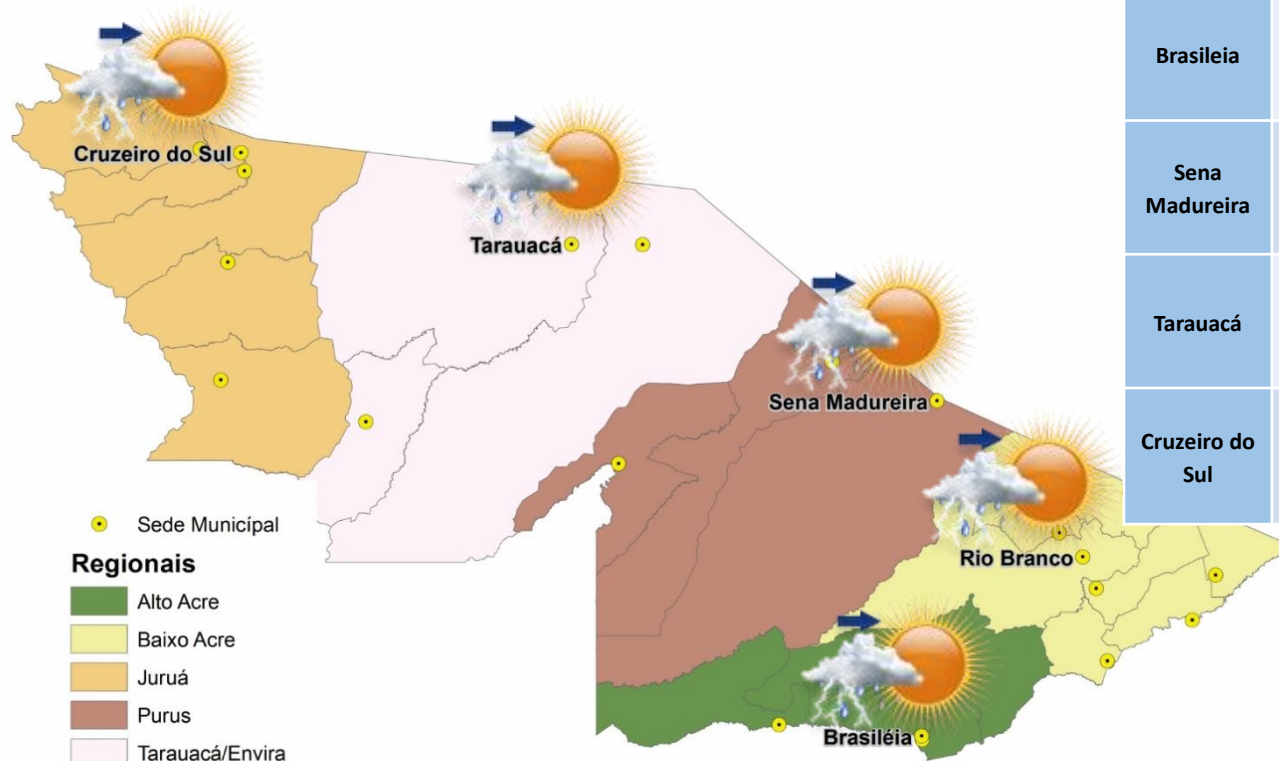 Cruzeiro do Sul
Tarauacá
Sena Madureira
Rio Branco
Brasiléia
Sede Municípal
Regionais
Alto Acre
Baixo Acre
Juruá
Purus
Tarauacá/Envira
Brasileia
Sena
Madureira
Tarauacá
Cruzeiro do
Sul